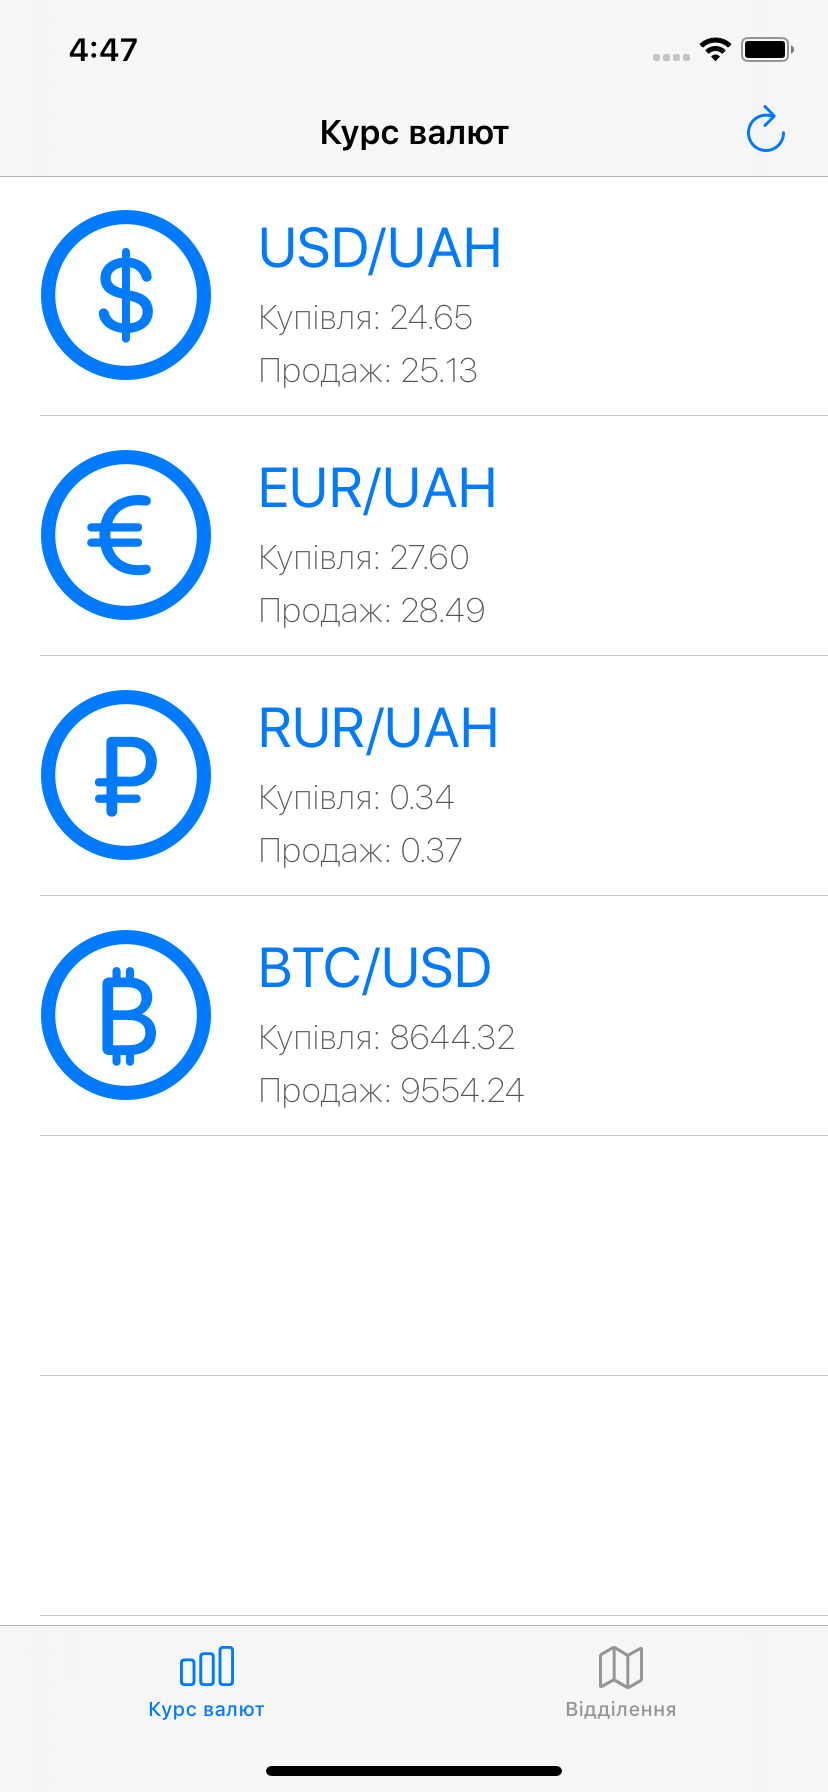 4:47
Курс валют
USD/UAH
Купівля: 24.65
Продаж: 25.13
EUR/UAH
Купівля: 27.60
Продаж: 28.49
RUR/UAH
Купівля: 0.34
Продаж: 0.37
BTC/USD
Купівля: 8644.32
Продаж: 9554.24
Курс валют
Відділення